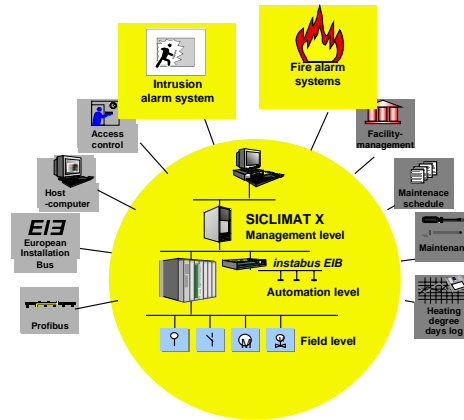 Intrusion
alarm system
Fire alarm
systems
Access
control
Facility-
management
Host
-computer
Maintenace
schedule
SICLIMAT X
Management level
EIB
European
Installation
Bus
instabus EIB
Maintenan
Automation level
Profibus
Heating
degree
days log
Field level